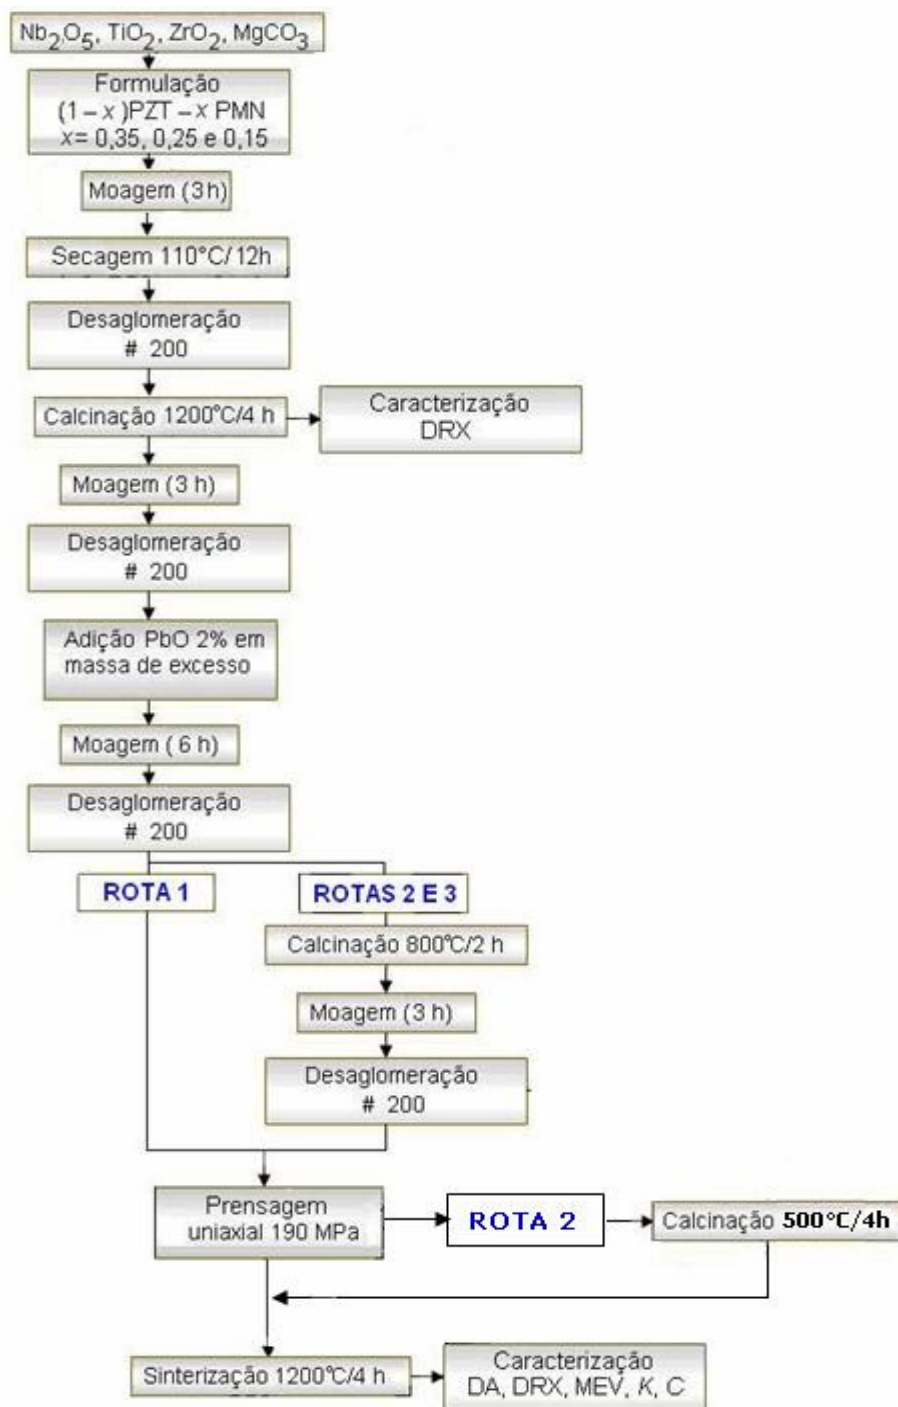 Nb2O5, TiO2, ZrO2, MgCO3
Formulação
(1 – x )PZT – x PMN
x= 0,35, 0,25 e 0,15
Moagem (3 h)
Secagem 110°C/ 12h
Desaglomeração
# 200
Calcinação 1200°C/4 h
Caracterização
DRX
Moagem (3 h)
Desaglomeração
# 200
Adição PbO 2% em
massa de excesso
Moagem ( 6 h)
Desaglomeração
# 200
ROTA 1
ROTAS 2 E 3
Calcinação 800°C/2 h
Moagem (3 h)
Desaglomeração
# 200
Prensagem
uniaxial 190 MPa
ROTA 2
Calcinação 500°C/4h
Sinterização 1200°C/4 h
Caracterização
DA, DRX, MEV, K, C